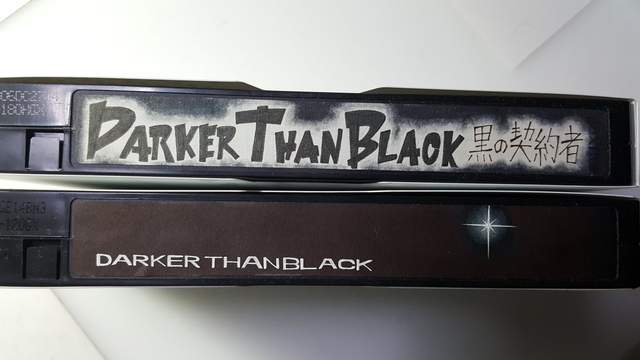 DARKER THAN BLACK 黒の契約者
DARKER THAN BLACK